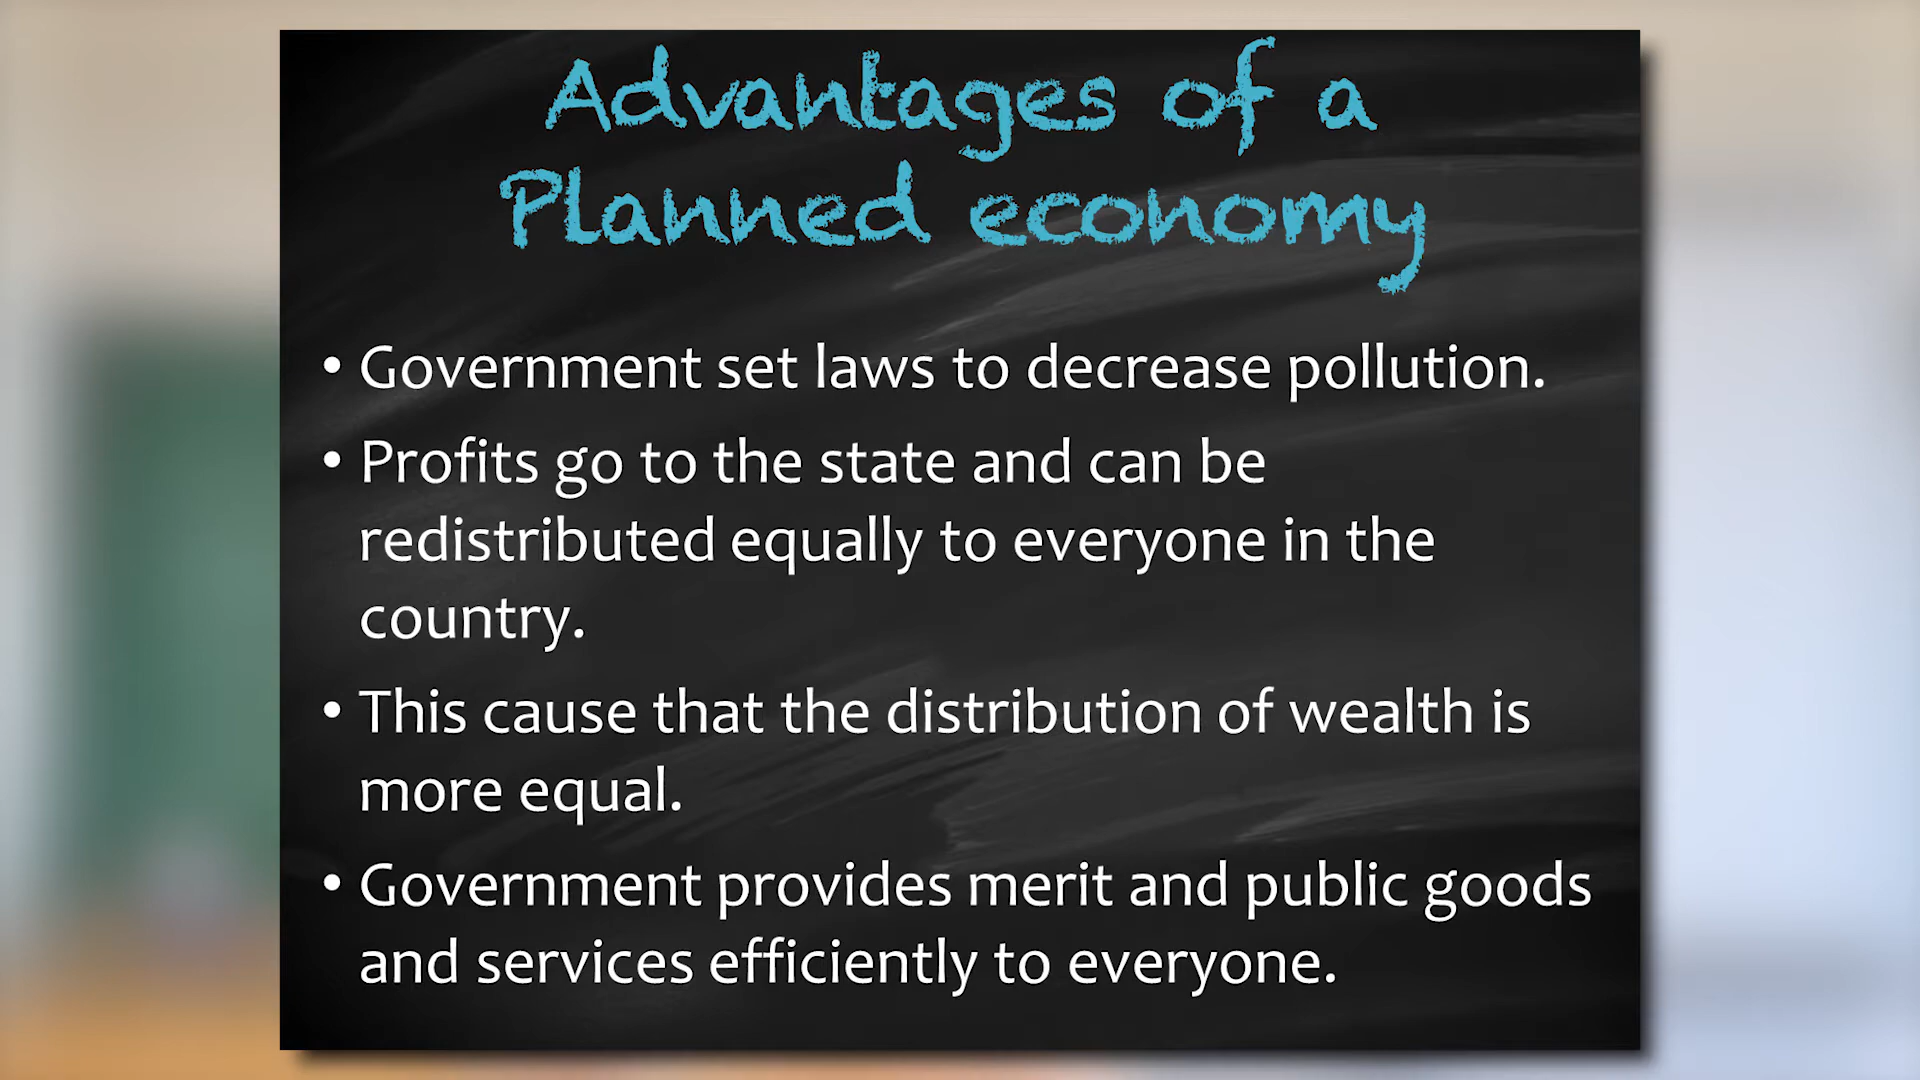 Advantages of a
Planned economy
• Government set laws to decrease pollution.
• Profits go to the state and can be
redistributed equally to everyone in the
country.
• This cause that the distribution of wealth is
more equal.
• Government provides merit and public goods
and services efficiently to everyone.